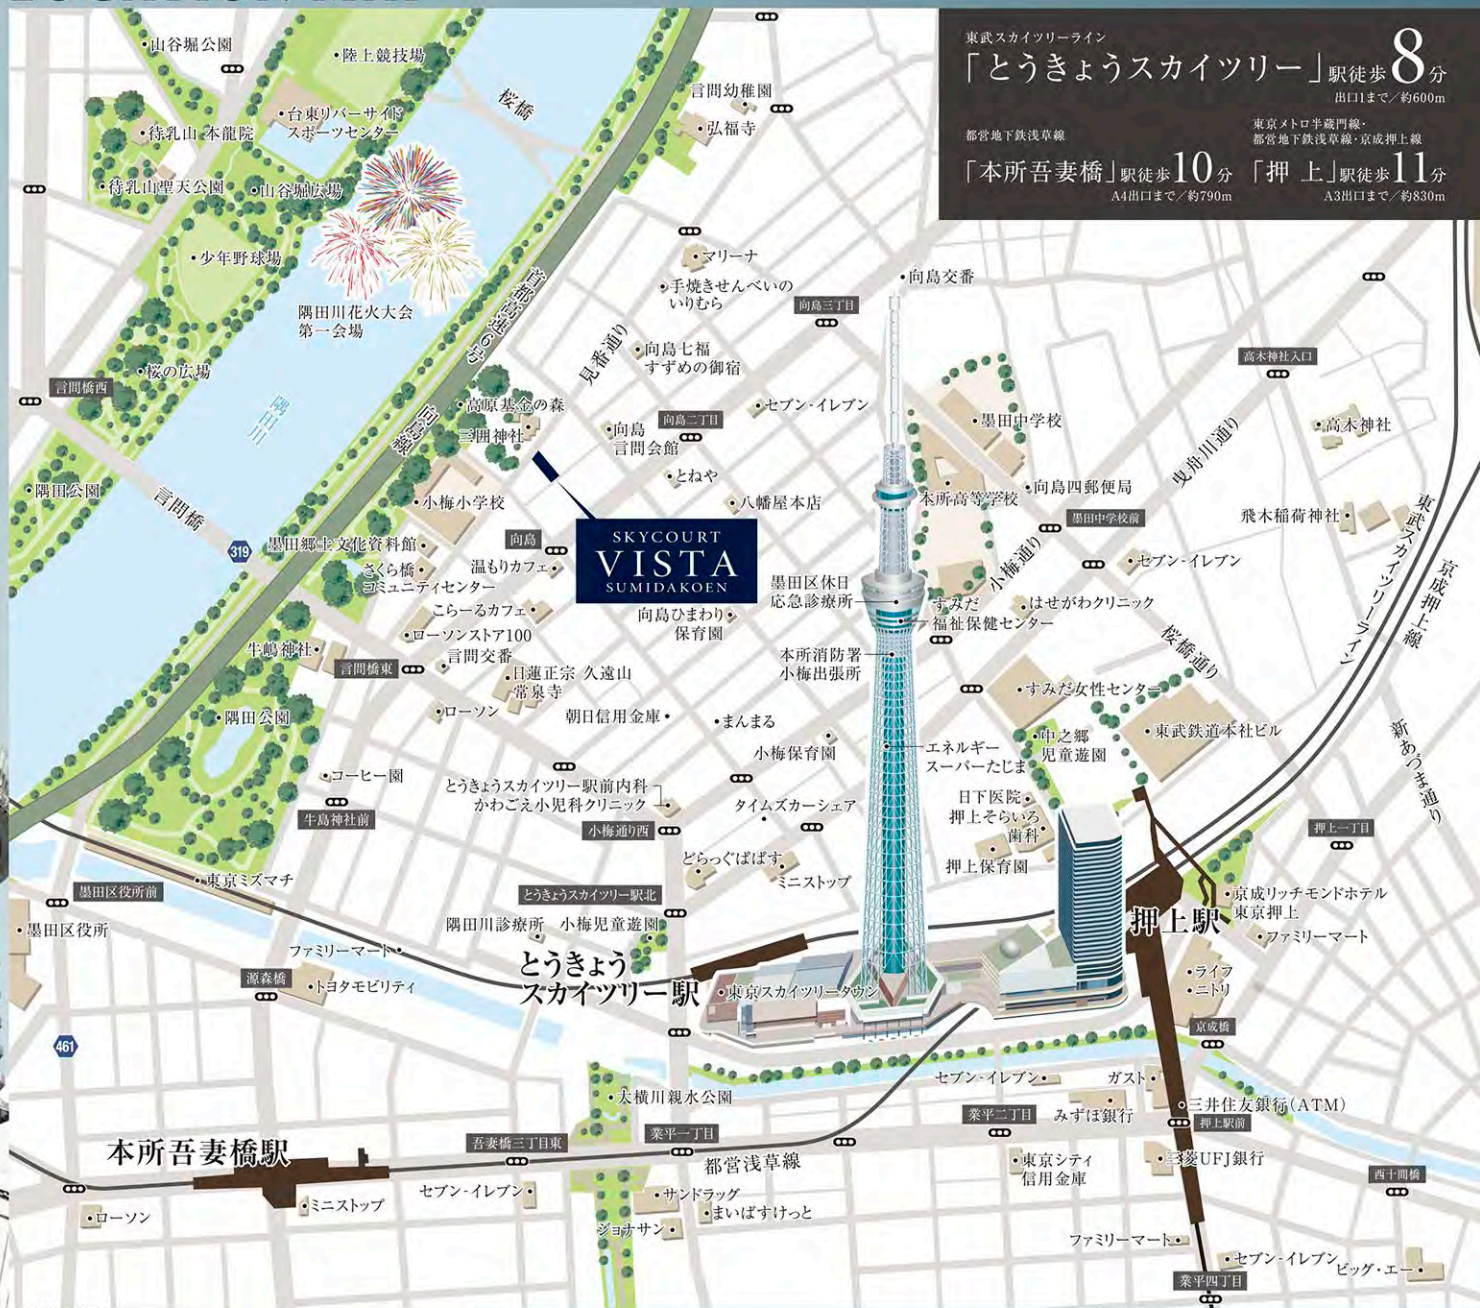 東武スカイツリーライン
「とうきょうスカイツリー」駅徒歩8分
出口1まで／約600m
都営地下鉄浅草線
「本所吾妻橋」駅徒歩10分
A4出口まで／約790m
東京メトロ半蔵門線・
都営地下鉄浅草線・京成押上線
「押 上」駅徒歩11分
A3出口まで／約830m
山谷堀公園
陸上競技場
桜橋
言問幼稚園
弘福寺
台東リバーサイド
スポーツセンター
待乳山 本龍院
待乳山聖天公園
山谷堀広場
少年野球場
隅田川花火大会
第一会場
首都高速6号
向島線
マリーナ
手焼きせんべいの
いりむら
向島交番
向島三丁目
見番通り
向島七福
すずめの御宿
高木神社入口
言問橋西
桜の広場
隅田川
高原基金の森
三囲神社
向島
言問会館
向島二丁目
セブン-イレブン
墨田中学校
高木神社
曳舟川通り
隅田公園
言問橋
小梅小学校
とねや
八幡屋本店
本所高等学校
向島四郵便局
墨田中学校前
飛木稲荷神社
東武スカイツリーライン
京成押上線
319
墨田郷土文化資料館
向島
SKYCOURT
VISTA
SUMIDAKOEN
さくら橋
コミュニティセンター
温もりカフェ
こらーるカフェ
向島ひまわり
保育園
墨田区休日
応急診療所
小梅通り
セブン-イレブン
すみだ
福祉保健センター
はせがわクリニック
桜橋通り
ローソンストア100
牛嶋神社
言問橋東
言問交番
日蓮正宗 久遠山
常泉寺
本所消防署
小梅出張所
すみだ女性センター
隅田公園
ローソン
朝日信用金庫
まんまる
小梅保育園
エネルギー
スーパーたじま
中之郷
児童遊園
東武鉄道本社ビル
新あづま通り
コーヒー園
牛島神社前
とうきょうスカイツリー駅前内科
かわごえ小児科クリニック
小梅通り西
タイムズカーシェア
日下医院
押上そらいろ
歯科
押上保育園
押上一丁目
どらっぐぱぱす
ミニストップ
東京ミズマチ
墨田区役所前
墨田区役所
とうきょうスカイツリー駅北
隅田川診療所
小梅児童遊園
押上駅
京成リッチモンドホテル
東京押上
ファミリーマート
ファミリーマート
源森橋
トヨタモビリティ
とうきょう
スカイツリー駅
東京スカイツリータウン
ライフ
ニトリ
京成橋
461
大横川親水公園
セブン-イレブン
ガスト
みずほ銀行
三井住友銀行(ATM)
押上駅前
業平二丁目
本所吾妻橋駅
吾妻橋三丁目東
業平一丁目
都営浅草線
東京シティ
信用金庫
三菱UFJ銀行
西十間橋
ローソン
ミニストップ
セブン-イレブン
サンドラッグ
まいばすけっと
ジョナサン
ファミリーマート
セブン-イレブン
ビッグ・エー
業平四丁目